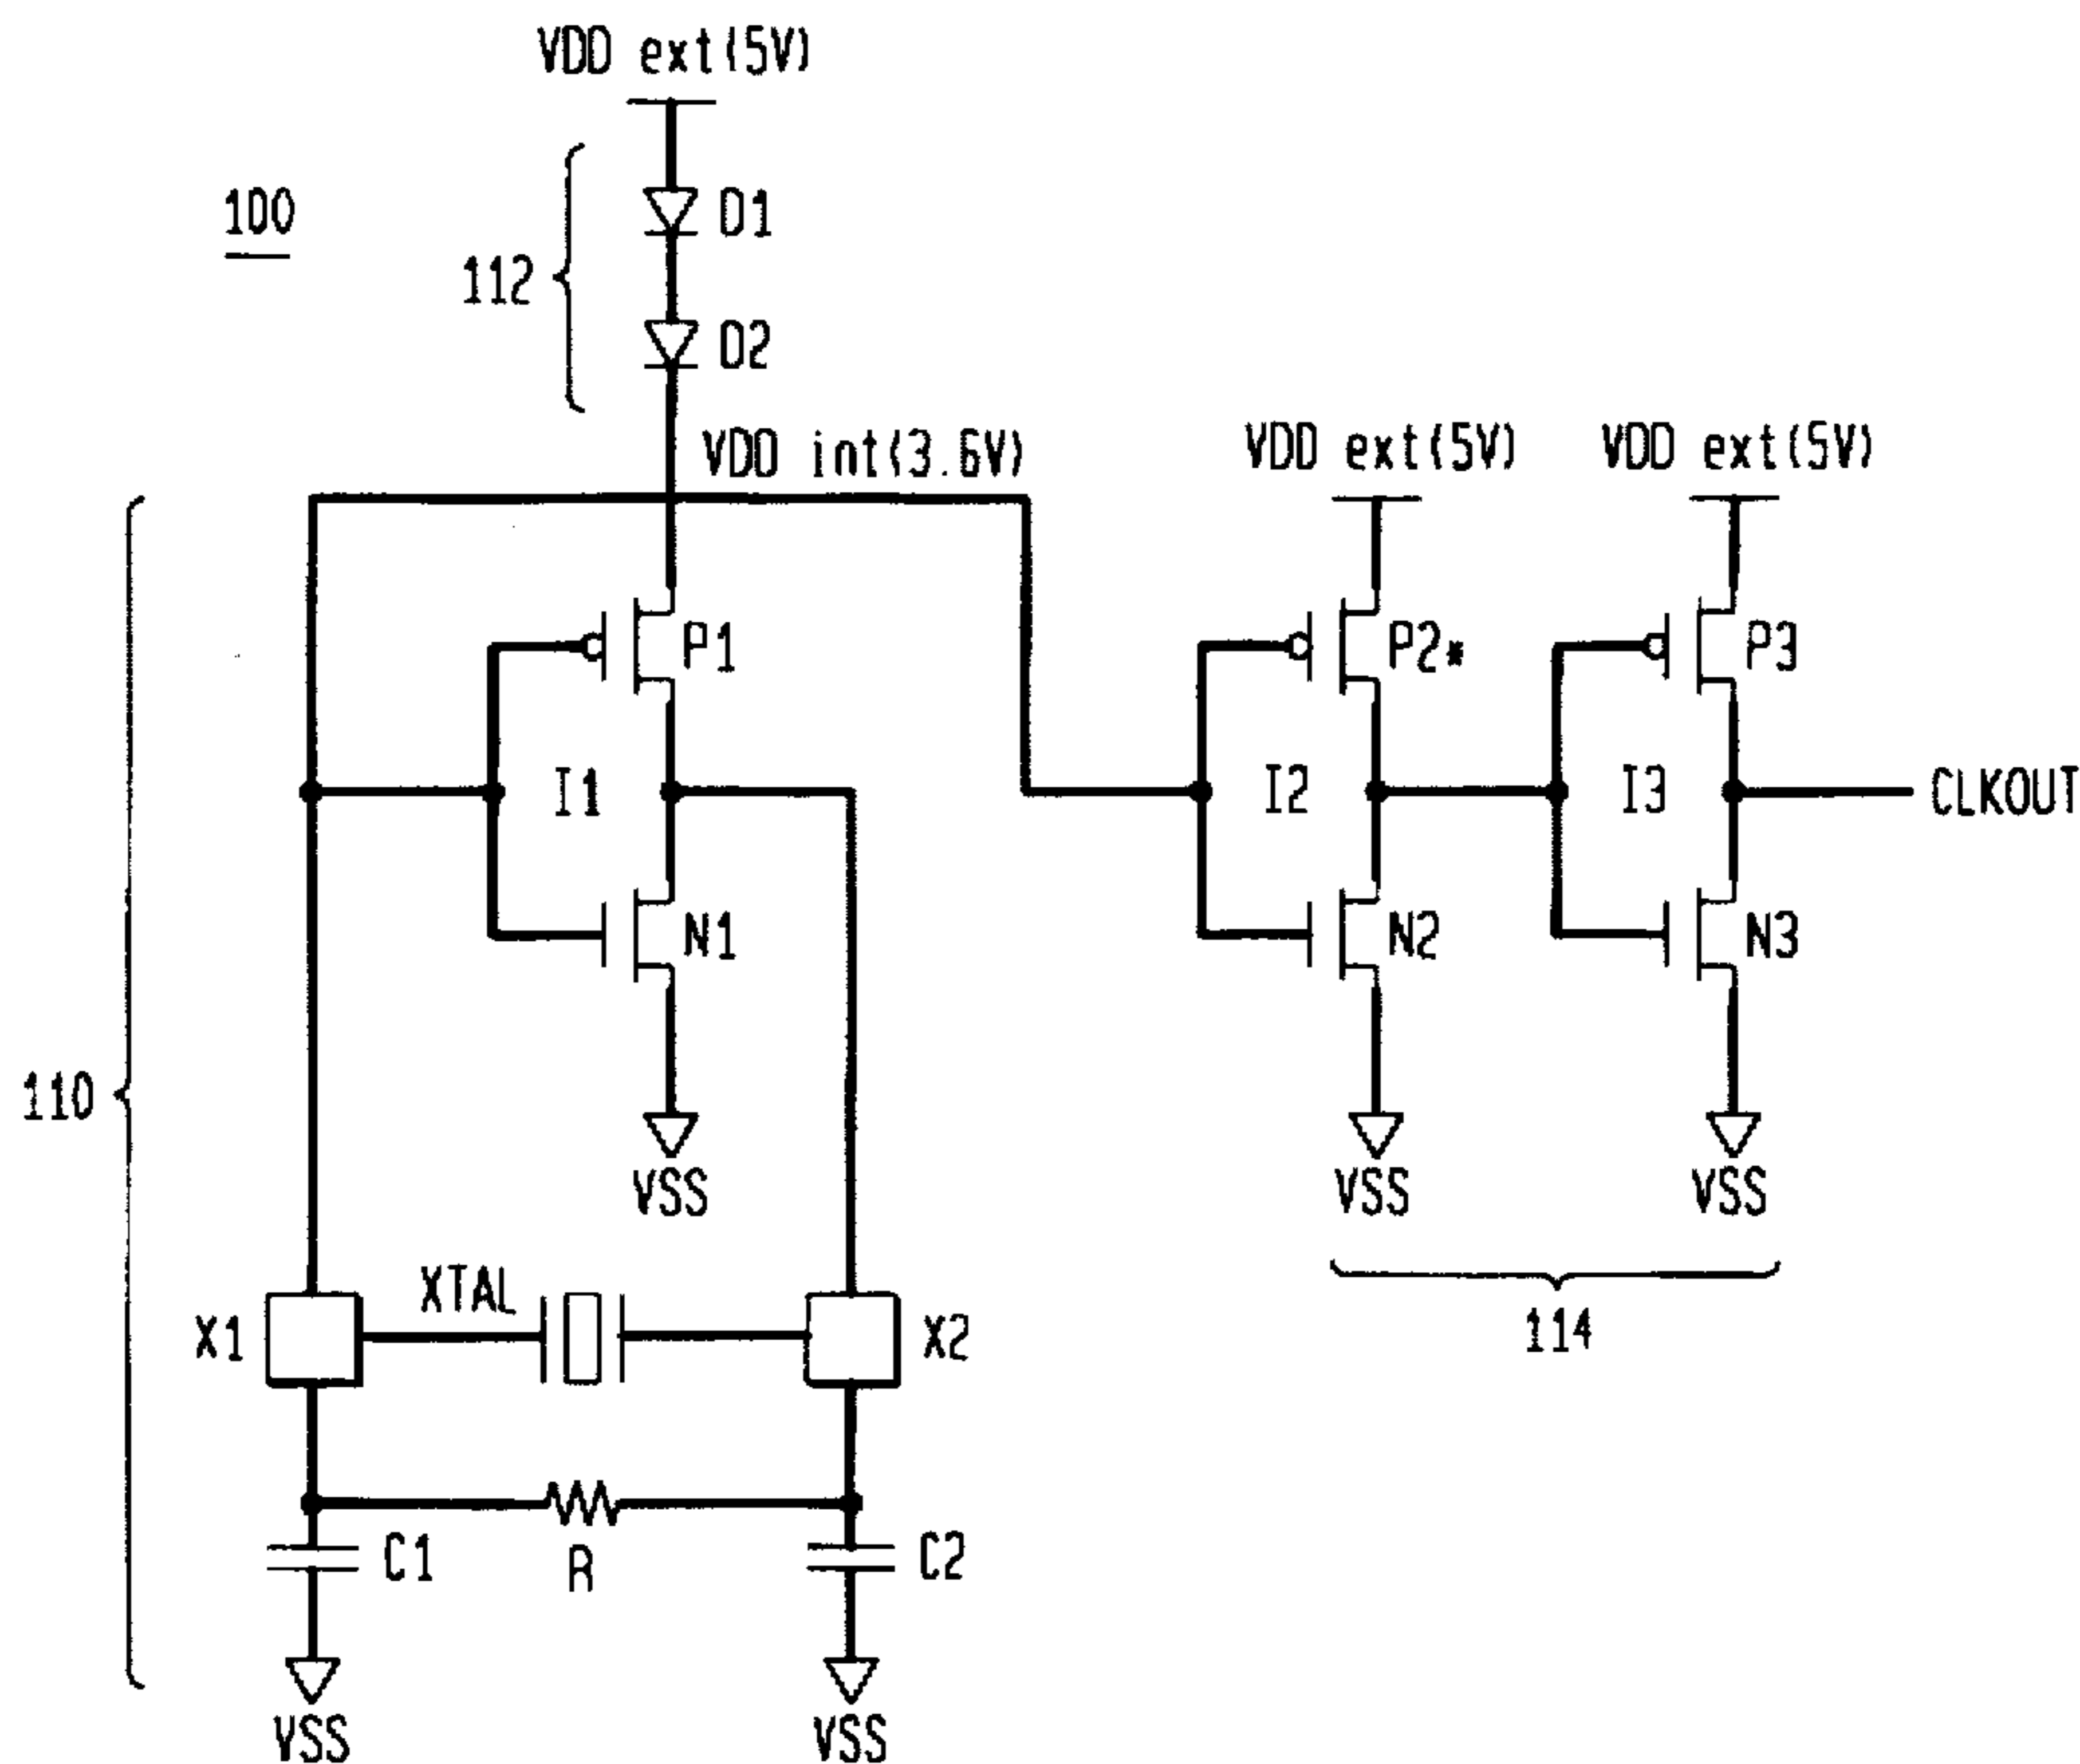 VDD ext(5V)
100
D1
112
D2
VDD int(3.6V)
VDD ext(5V)
VDD ext(5V)
P1
P2*
P3
I1
I2
I3
CLKOUT
N1
N2
N3
110
VSS
VSS
VSS
XTAL
X1
X2
114
C1
R
C2
VSS
VSS